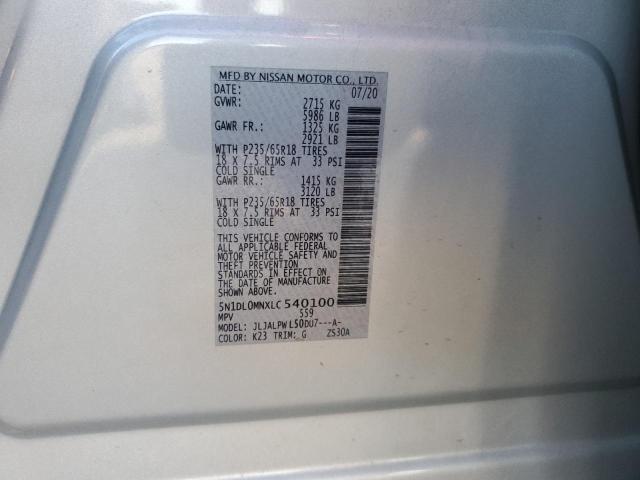 MFD BY NISSAN MOTOR CO., LTD.
DATE: 07/20
GVWR: 2715 KG
5986 LB
GAWR FR.: 1325 KG
2921 LB
WITH P235/65R18 TIRES
18 X 7.5 RIMS AT 33 PSI
COLD SINGLE
GAWR RR.: 1415 KG
3120 LB
WITH P235/65R18 TIRES
18 X 7.5 RIMS AT 33 PSI
COLD SINGLE
THIS VEHICLE CONFORMS TO
ALL APPLICABLE FEDERAL
MOTOR VEHICLE SAFETY AND
THEFT PREVENTION
STANDARDS IN EFFECT ON
THE DATE OF MANUFACTURE
SHOWN ABOVE.
5N1DL0MNXLC540100
MPV 559
MODEL: JLJALPWL50DU7---A-
COLOR: K23 TRIM: G ZS30A